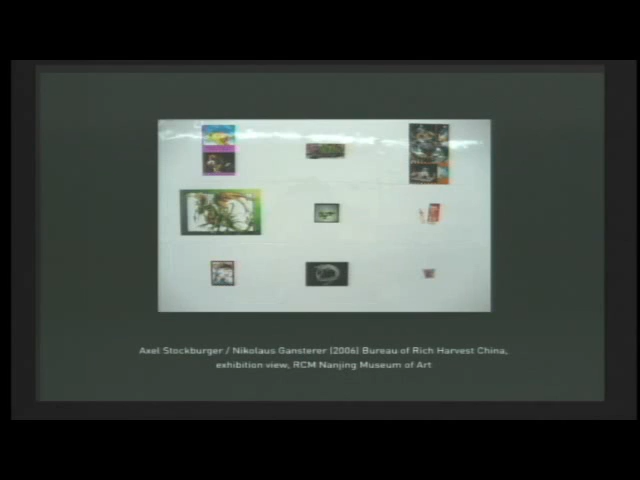 Axel Stockburger / Nikolaus Gansterer (2006) Bureau of Rich Harvest China,
exhibition view, RCM Nanjing Museum of Art